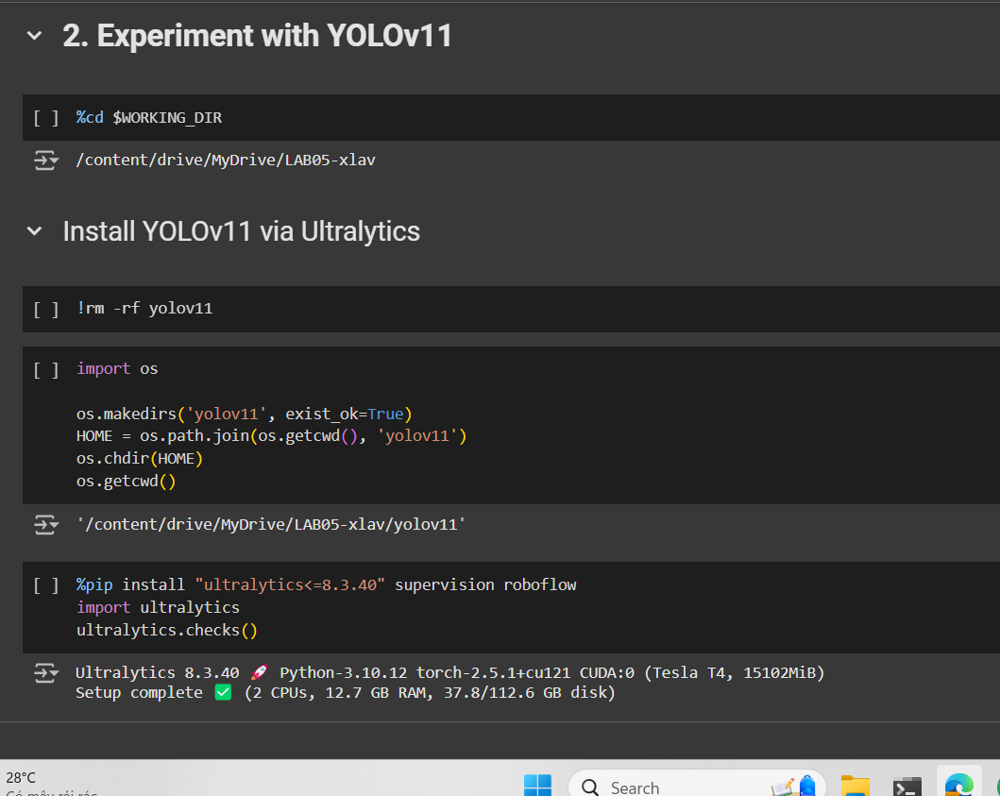 2. Experiment with YOLOv11
[ ] %cd $WORKING_DIR
/content/drive/MyDrive/LAB05-xlav
Install YOLOv11 via Ultralytics
[ ] !rm -rf yolov11
[ ] import os
os.makedirs('yolov11', exist_ok=True)
HOME = os.path.join(os.getcwd(), 'yolov11')
os.chdir(HOME)
os.getcwd()
'/content/drive/MyDrive/LAB05-xlav/yolov11'
[ ] %pip install "ultralytics<=8.3.40" supervision roboflow
import ultralytics
ultralytics.checks()
Ultralytics 8.3.40 🚀 Python-3.10.12 torch-2.5.1+cu121 CUDA:0 (Tesla T4, 15102MiB)
Setup complete ✅ (2 CPUs, 12.7 GB RAM, 37.8/112.6 GB disk)
28°C
Có mây rải rác
Search